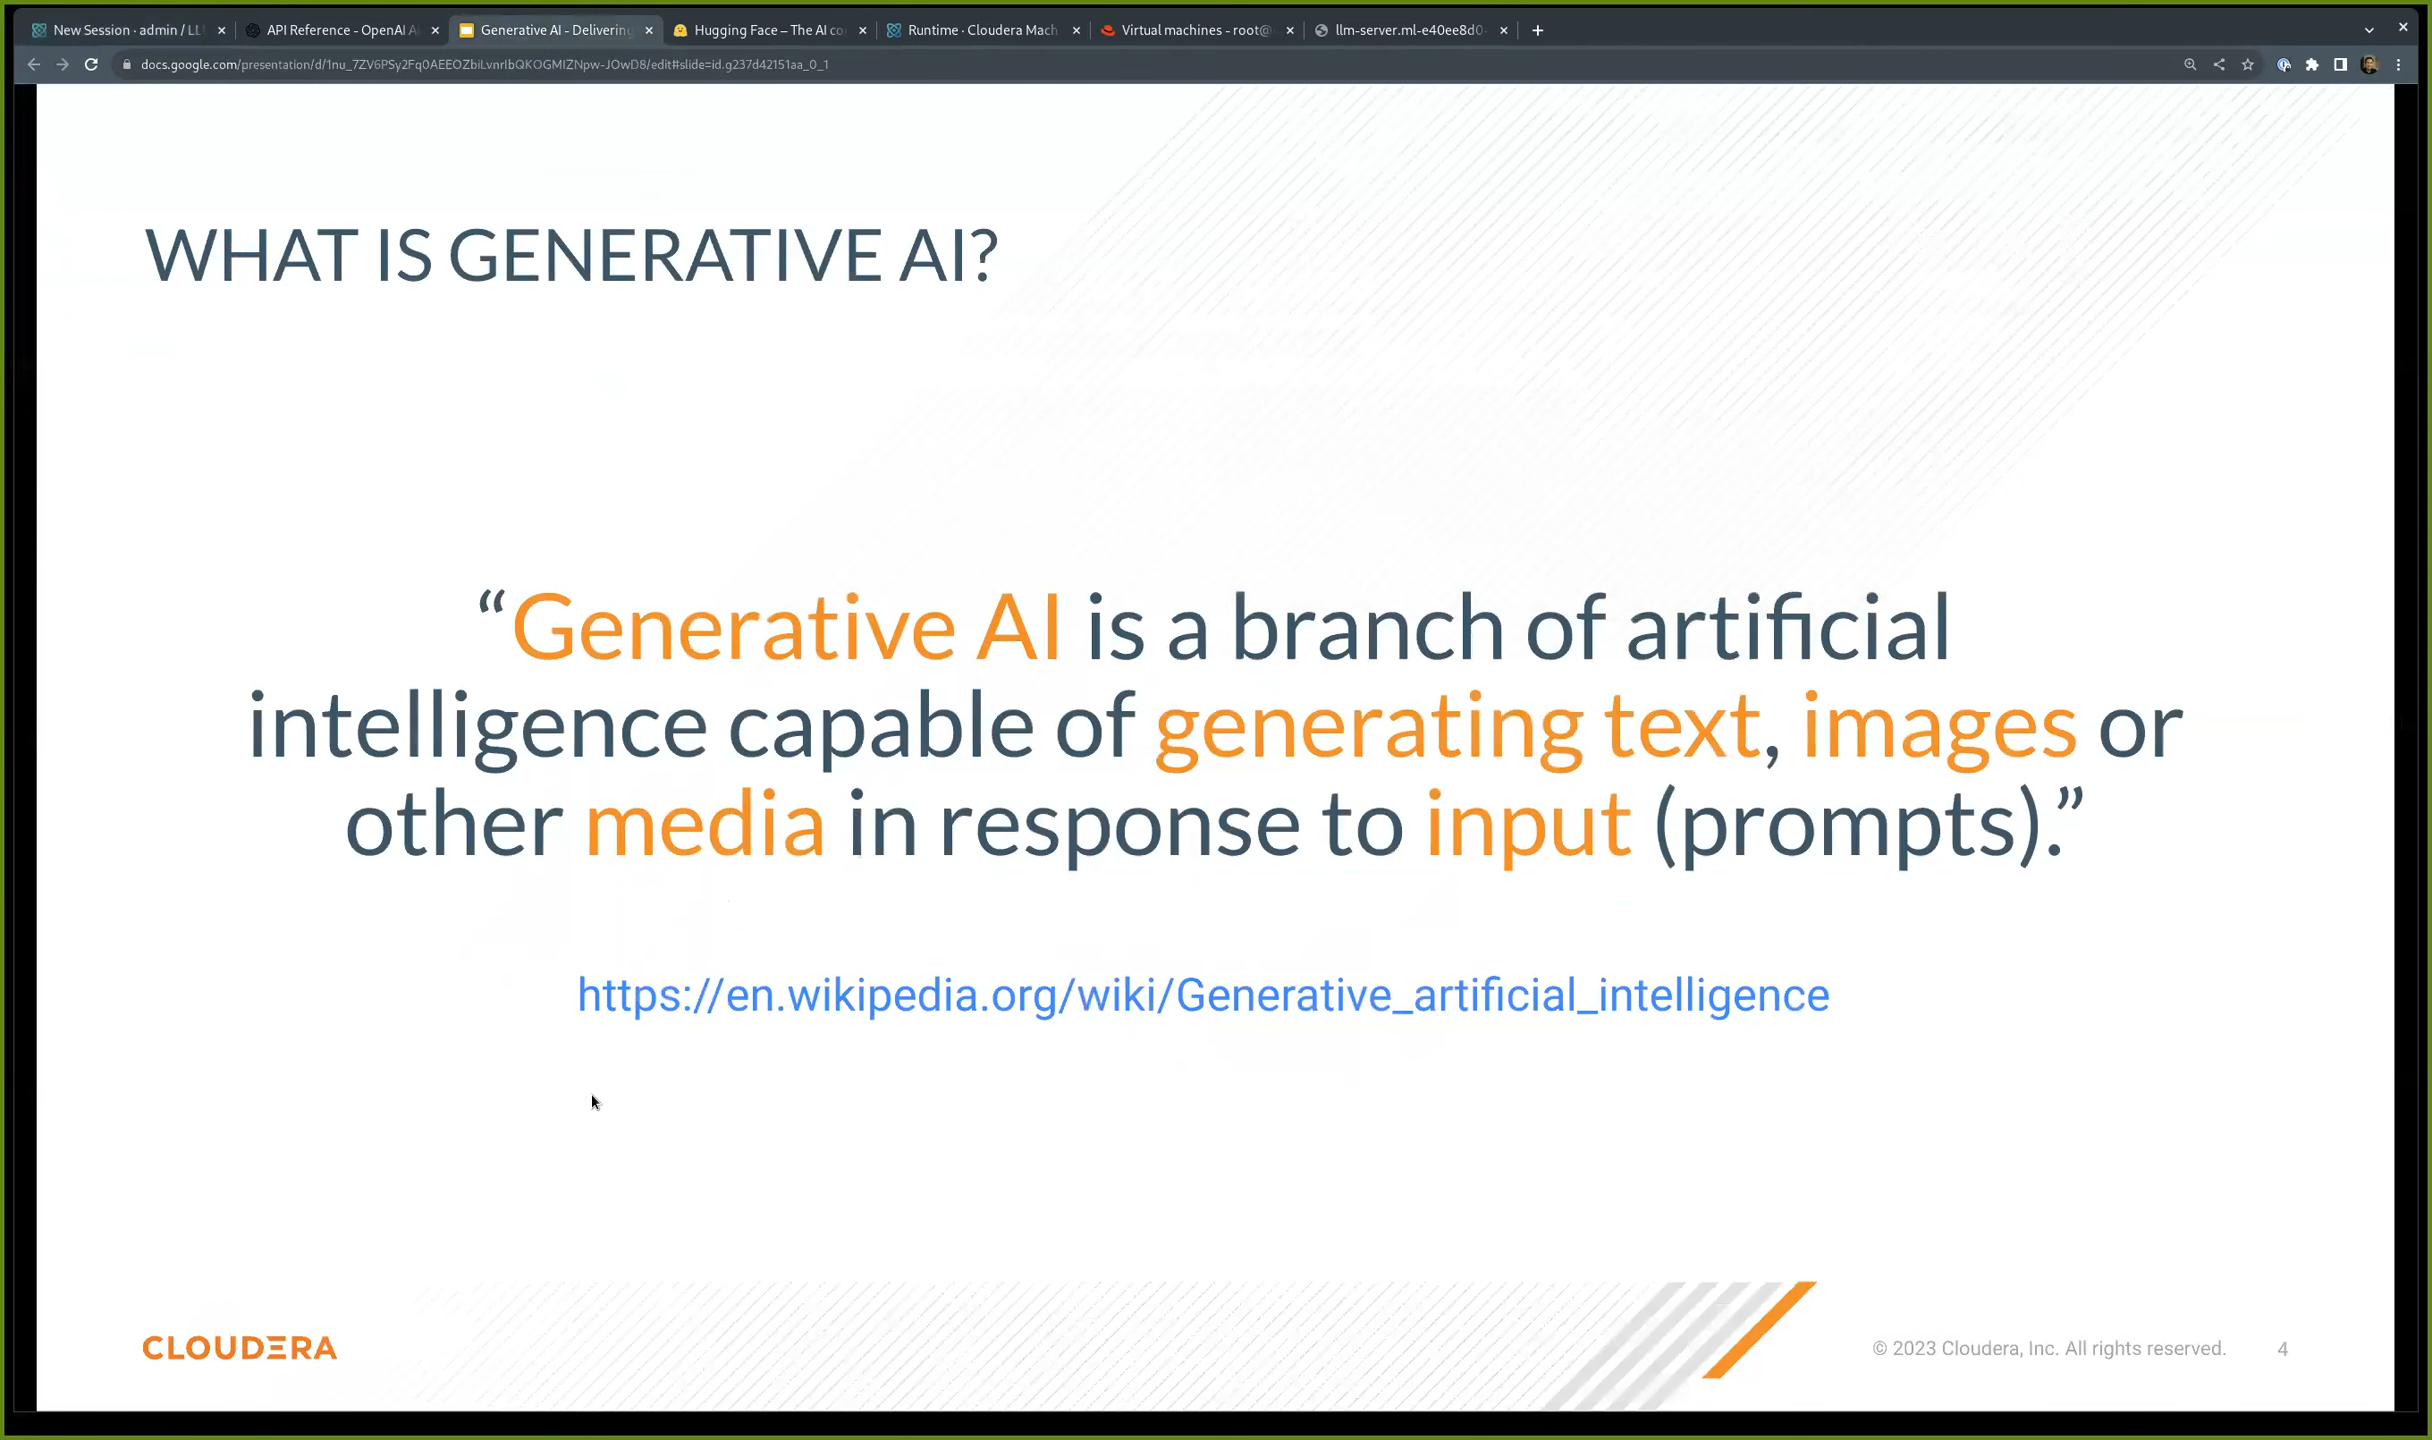 New Session · admin / LL
API Reference - OpenAI A
Generative AI - Delivering
Hugging Face – The AI co
Runtime · Cloudera Mach
Virtual machines - root@
llm-server.ml-e40ee8d0-
docs.google.com/presentation/d/1nu_7ZV6PSy2Fq0AEEOZbiLvnrIbQKOGMIZNpw-JOwD8/edit#slide=id.g237d42151aa_0_1
WHAT IS GENERATIVE AI?
“Generative AI is a branch of artificial
intelligence capable of generating text, images or
other media in response to input (prompts).”
https://en.wikipedia.org/wiki/Generative_artificial_intelligence
CLOUDERA
© 2023 Cloudera, Inc. All rights reserved.
4